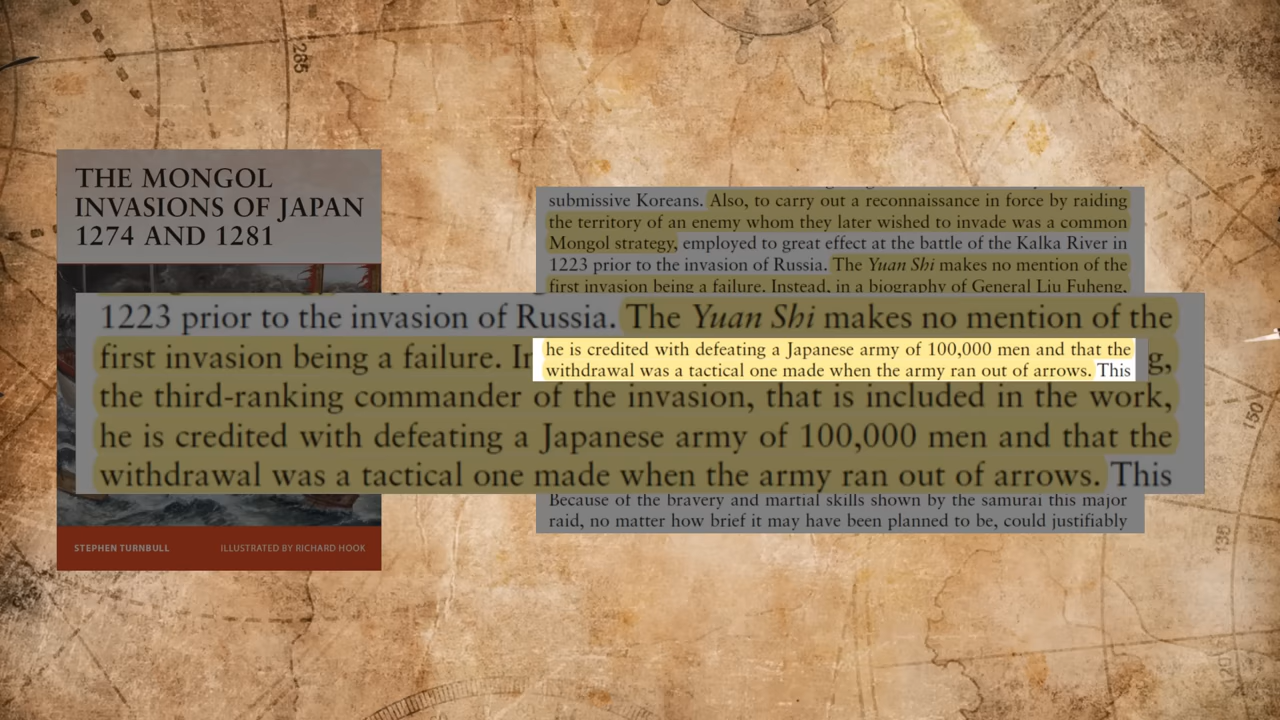 285
THE MONGOL
INVASIONS OF JAPAN
1274 AND 1281
STEPHEN TURNBULL
ILLUSTRATED BY RICHARD HOOK
submissive Koreans. Also, to carry out a reconnaissance in force by raiding
the territory of an enemy whom they later wished to invade was a common
Mongol strategy, employed to great effect at the battle of the Kalka River in
1223 prior to the invasion of Russia. The Yuan Shi makes no mention of the
first invasion being a failure. Instead, in a biography of General Liu Fuheng,
1223 prior to the invasion of Russia. The Yuan Shi makes no mention of the
first invasion being a failure. g,
he is credited with defeating a Japanese army of 100,000 men and that the
withdrawal was a tactical one made when the army ran out of arrows. This
the third-ranking commander of the invasion, that is included in the work,
he is credited with defeating a Japanese army of 100,000 men and that the
withdrawal was a tactical one made when the army ran out of arrows. This
Because of the bravery and martial skills shown by the samurai this major
raid, no matter how brief it may have been planned to be, could justifiably
150